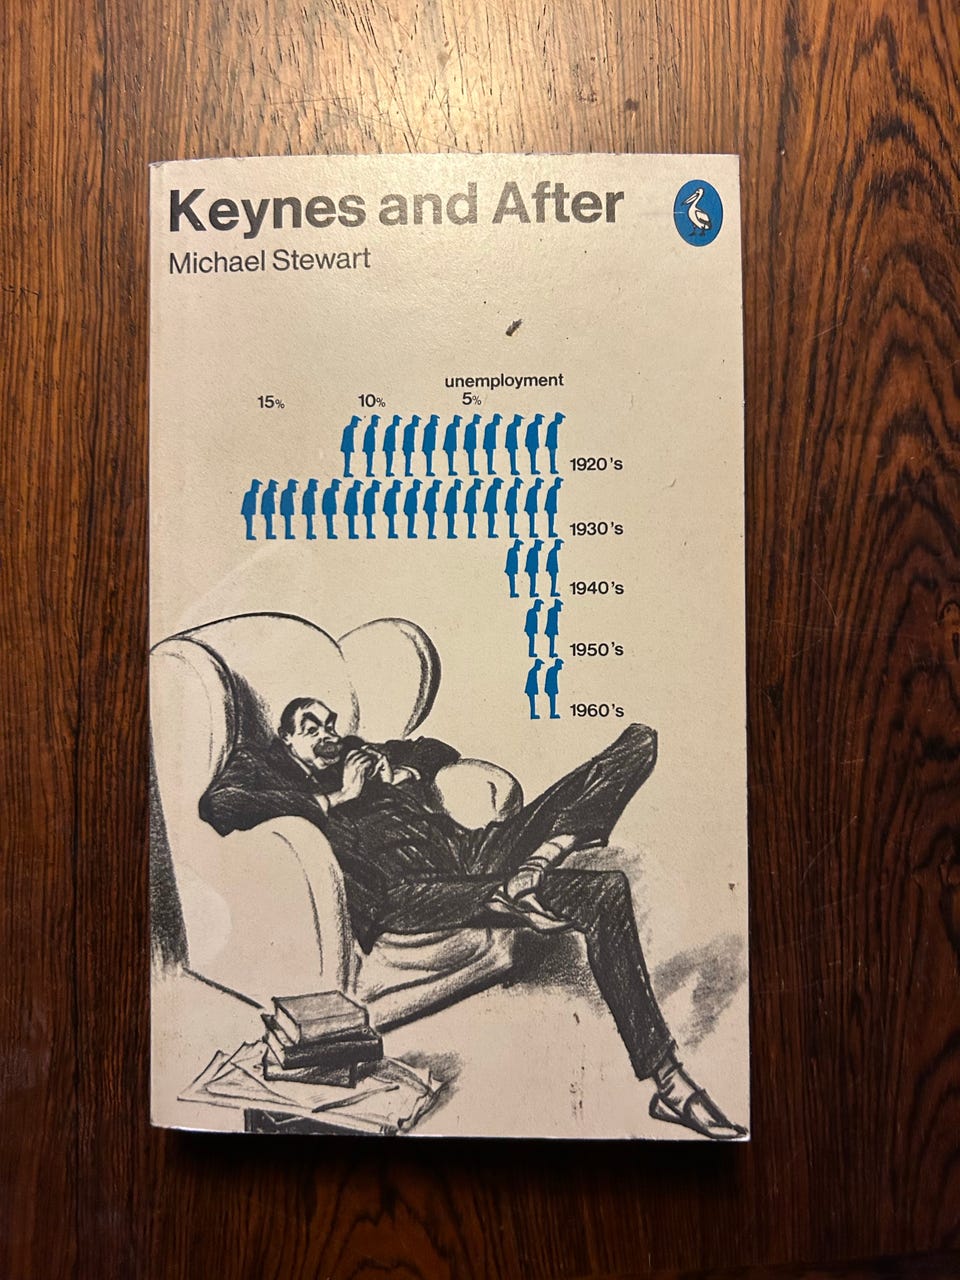 Keynes and After
Michael Stewart
unemployment
15% 10% 5%
1920's
1930's
1940's
1950's
1960's